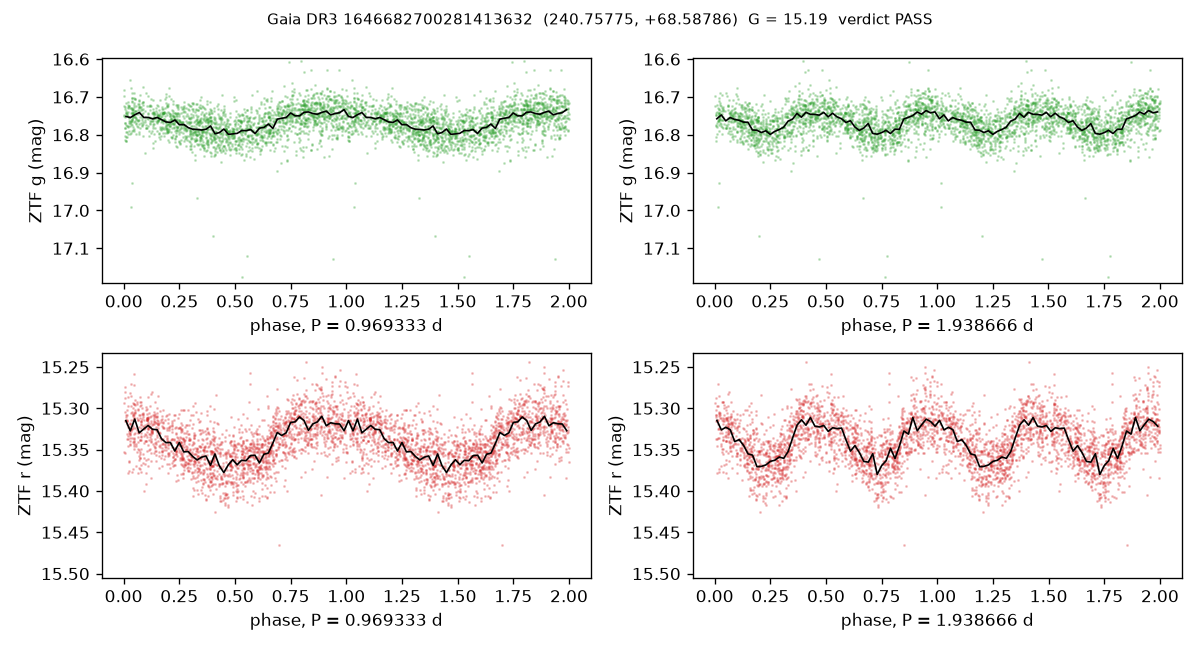 Gaia DR3 1646682700281413632 (240.75775, +68.58786) G = 15.19 verdict PASS
ZTF g (mag)
16.6
16.7
16.8
16.9
17.0
17.1
0.00 0.25 0.50 0.75 1.00 1.25 1.50 1.75 2.00
phase, P = 0.969333 d
ZTF g (mag)
16.6
16.7
16.8
16.9
17.0
17.1
0.00 0.25 0.50 0.75 1.00 1.25 1.50 1.75 2.00
phase, P = 1.938666 d
ZTF r (mag)
15.25
15.30
15.35
15.40
15.45
15.50
0.00 0.25 0.50 0.75 1.00 1.25 1.50 1.75 2.00
phase, P = 0.969333 d
ZTF r (mag)
15.25
15.30
15.35
15.40
15.45
15.50
0.00 0.25 0.50 0.75 1.00 1.25 1.50 1.75 2.00
phase, P = 1.938666 d